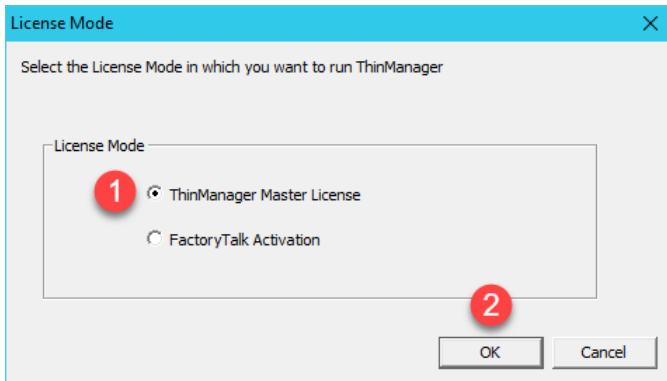 License Mode
Select the License Mode in which you want to run ThinManager
License Mode
1 ThinManager Master License
FactoryTalk Activation
2
OK Cancel